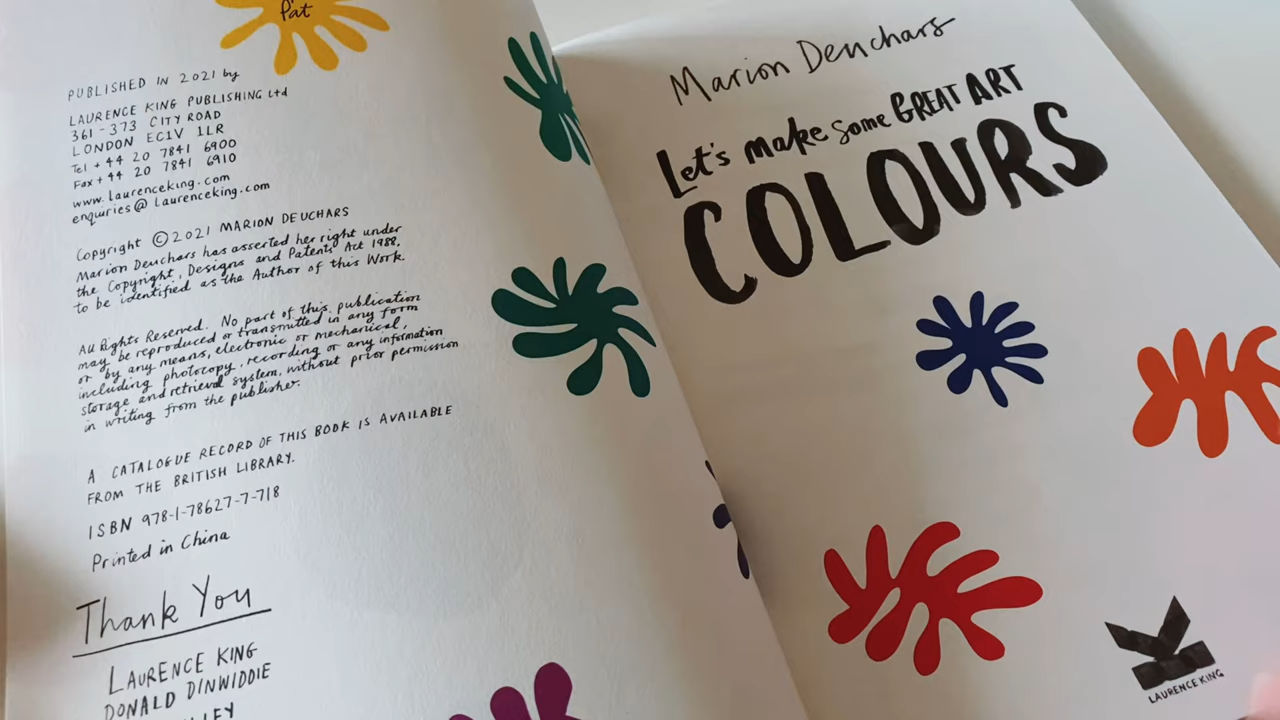 Pat
PUBLISHED IN 2021 by
LAURENCE KING PUBLISHING Ltd
361-373 CITY ROAD
LONDON EC1V 1LR
Tel +44 20 7841 6900
Fax +44 20 7841 6910
www.laurenceking.com
enquiries@laurenceking.com
Copyright © 2021 MARION DEUCHARS
Marion Deuchars has asserted her right under
the Copyright, Designs and Patents Act 1988,
to be identified as the Author of this Work.
All Rights Reserved. No part of this publication
may be reproduced or transmitted in any form
or by any means, electronic or mechanical,
including photocopy, recording or any information
storage and retrieval system, without prior permission
in writing from the publisher.
A CATALOGUE RECORD OF THIS BOOK IS AVAILABLE
FROM THE BRITISH LIBRARY.
ISBN 978-1-78627-7-718
Printed in China
Thank You
LAURENCE KING
DONALD DINWIDDIE
Marion Deuchars
Let's make some GREAT ART
COLOURS
LAURENCE KING